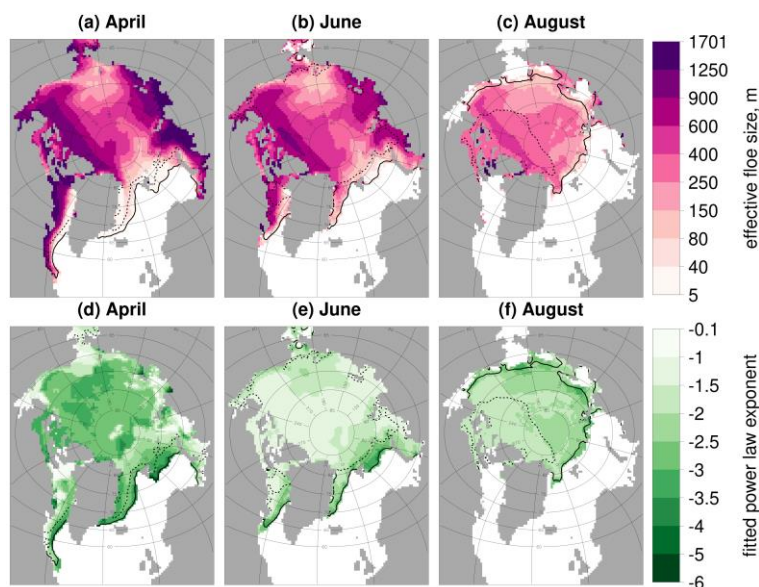 (a) April
(b) June
(c) August
1701
1250
900
600
400
250
150
80
40
5
effective floe size, m
(d) April
(e) June
(f) August
-0.1
-1
-1.5
-2
-2.5
-3
-3.5
-4
-5
-6
fitted power law exponent